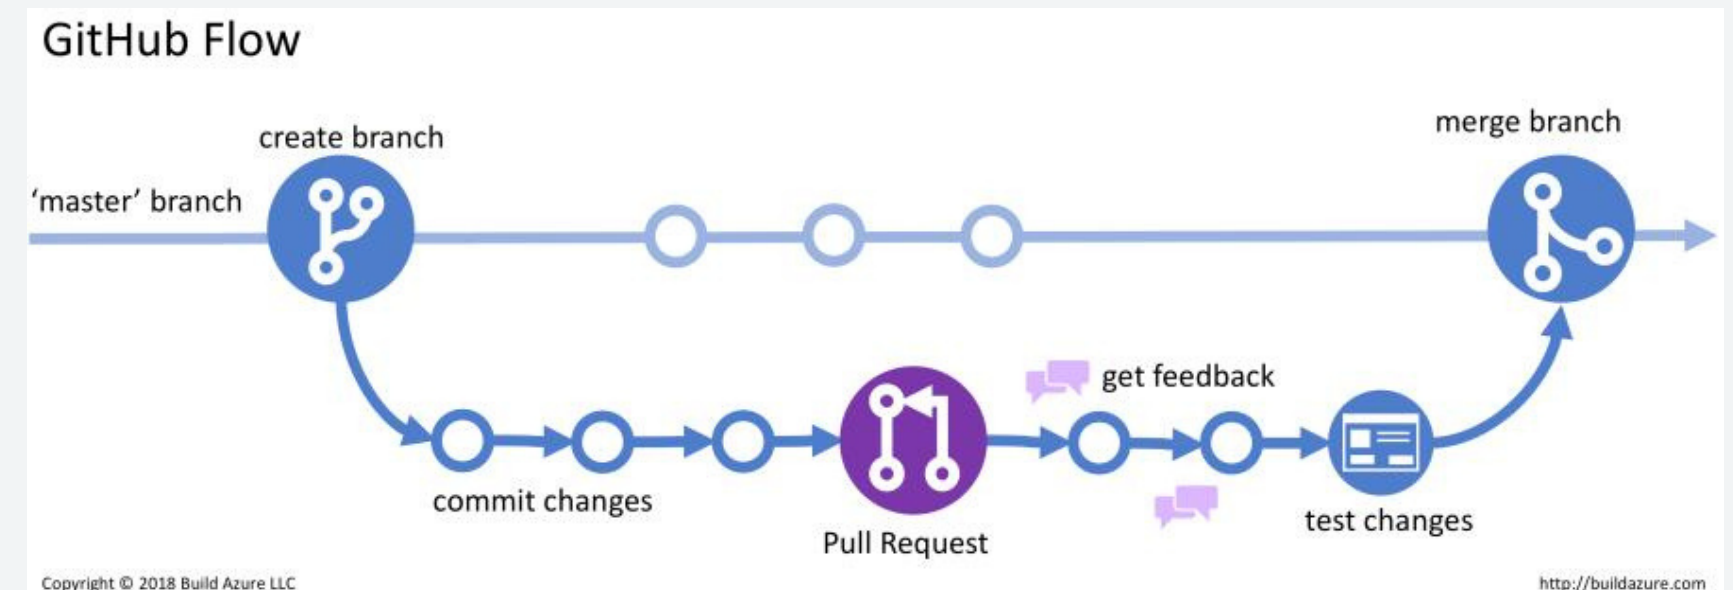 GitHub Flow
create branch
merge branch
‘master’ branch
get feedback
commit changes
test changes
Pull Request
Copyright © 2018 Build Azure LLC
http://buildazure.com